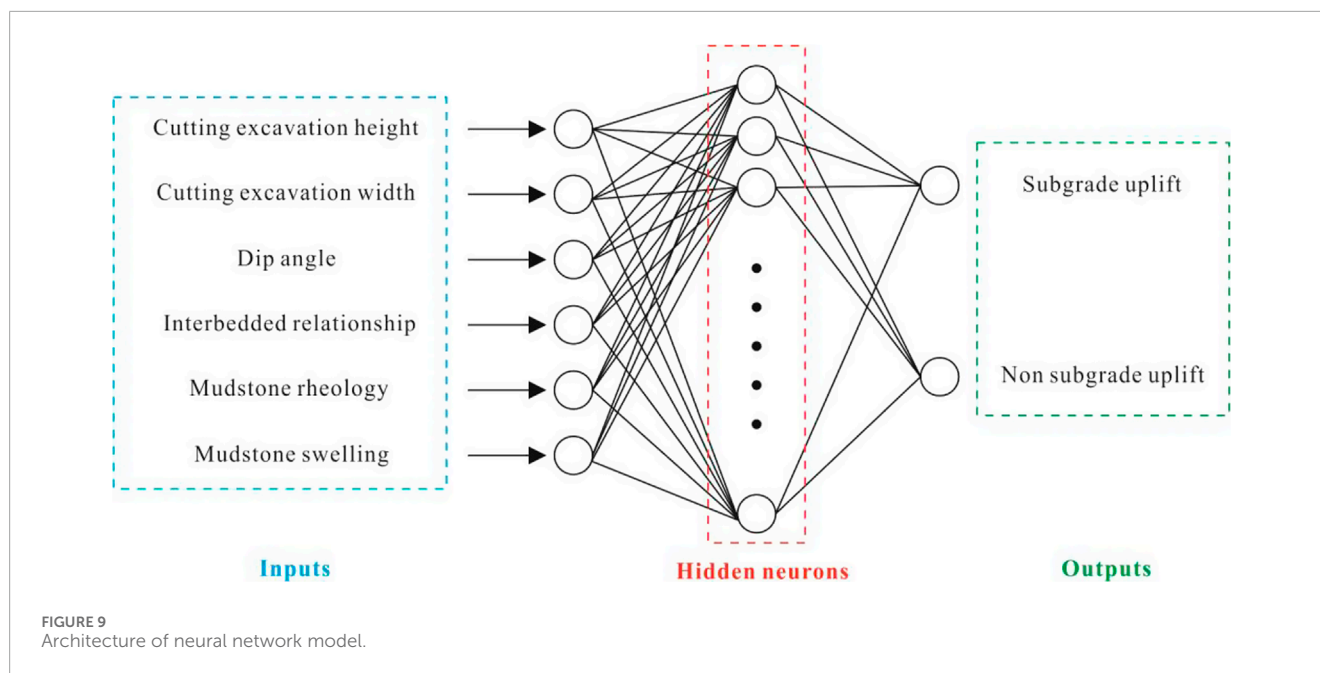 Cutting excavation height
Cutting excavation width
Dip angle
Interbedded relationship
Mudstone rheology
Mudstone swelling
Subgrade uplift
Non subgrade uplift
Inputs
Hidden neurons
Outputs
FIGURE 9
Architecture of neural network model.